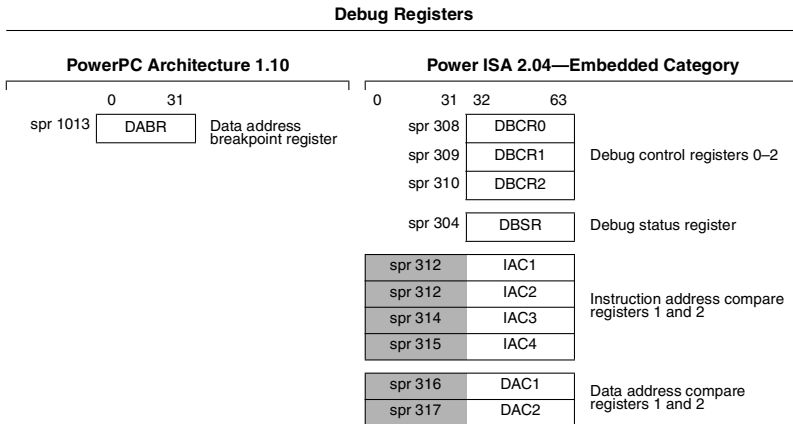 Debug Registers
PowerPC Architecture 1.10
Power ISA 2.04—Embedded Category
0 31
0 31 32 63
spr 1013 DABR Data address
breakpoint register
spr 308 DBCR0
spr 309 DBCR1 Debug control registers 0–2
spr 310 DBCR2
spr 304 DBSR Debug status register
spr 312 IAC1
spr 312 IAC2
Instruction address compare
registers 1 and 2
spr 314 IAC3
spr 315 IAC4
spr 316 DAC1
Data address compare
registers 1 and 2
spr 317 DAC2